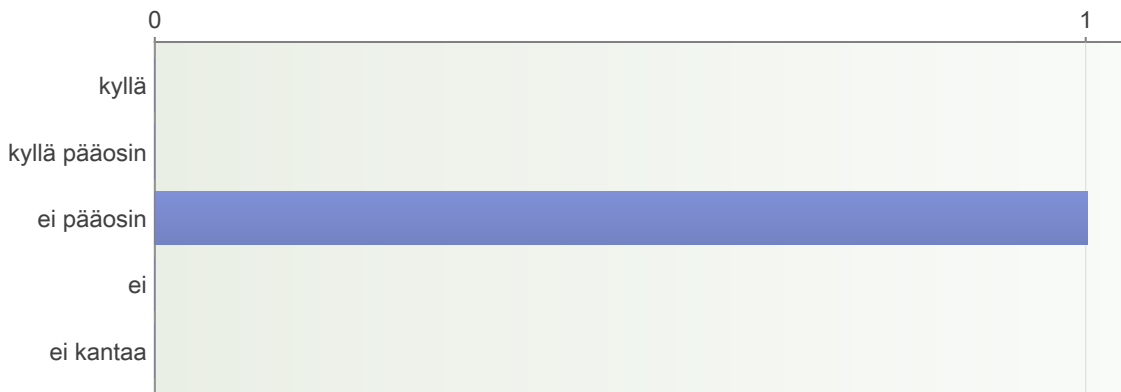 0 1
kyllä
kyllä pääosin
ei pääosin
ei
ei kantaa